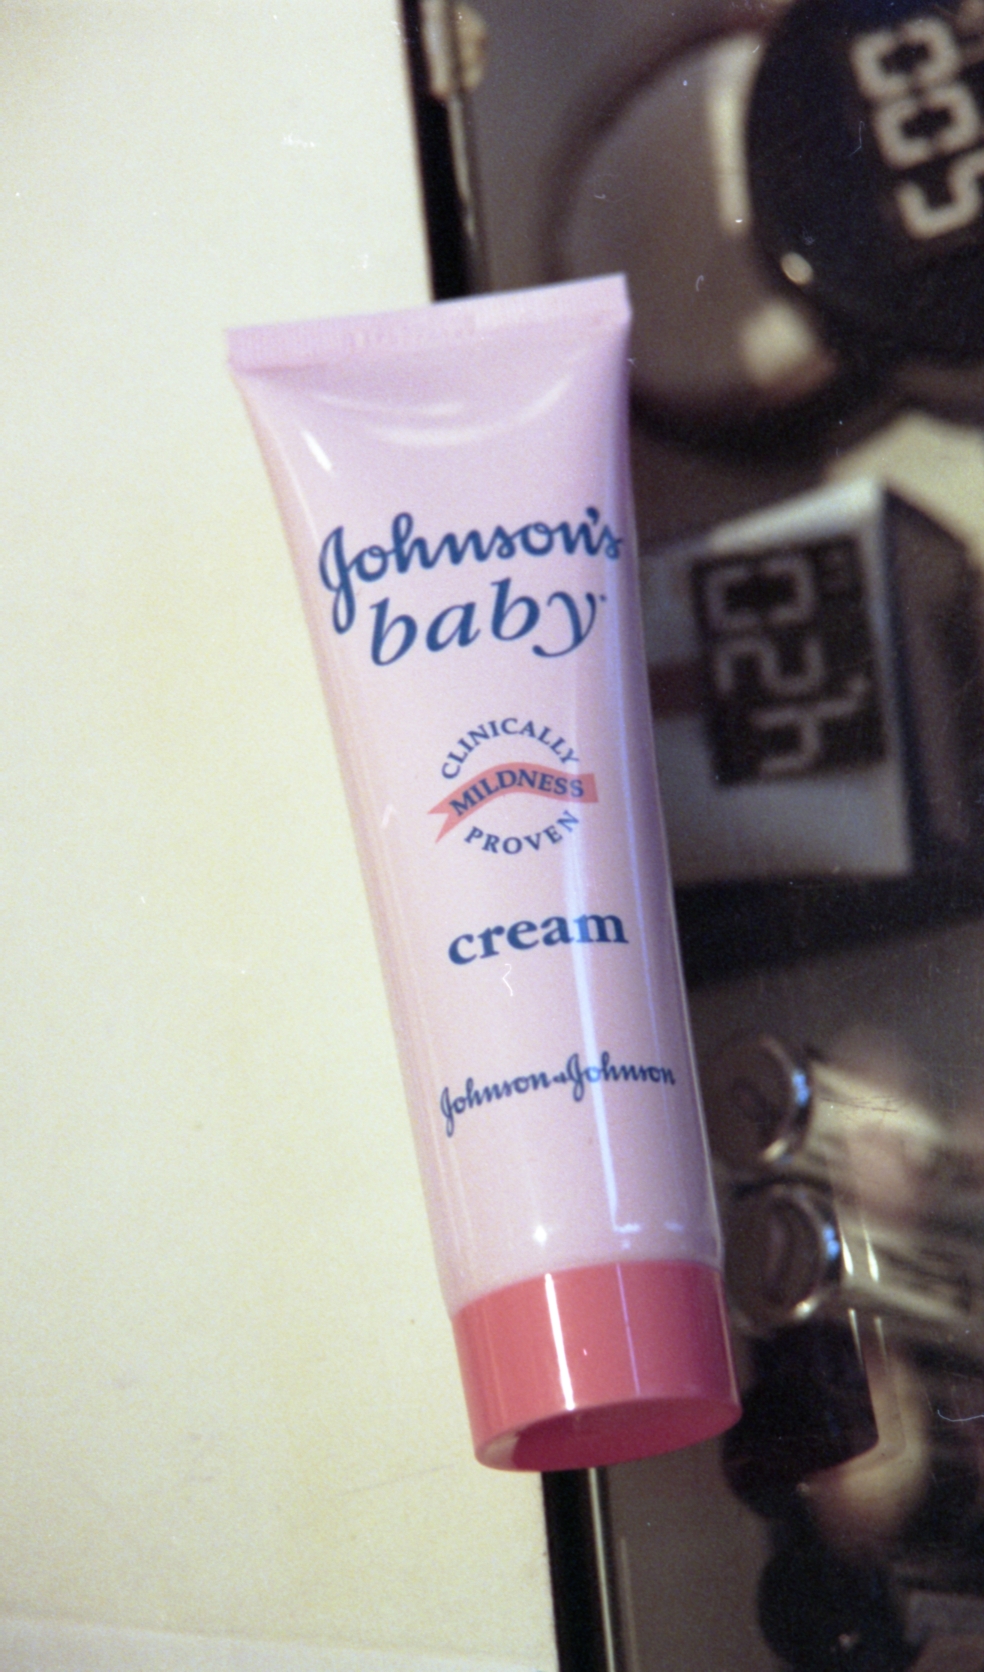 Johnson's
baby
CLINICALLY
MILDNESS
PROVEN
cream
Johnson & Johnson